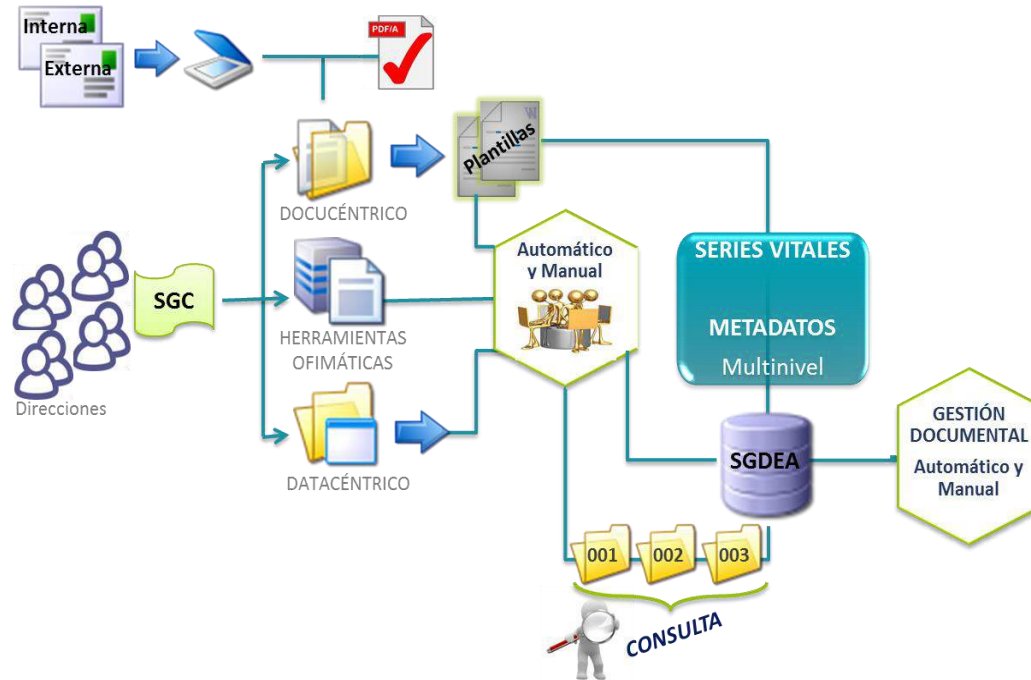 Interna
Externa
PDF/A
Plantillas
W
DOCUCÉNTRICO
Automático
y Manual
SERIES VITALES
METADATOS
Multinivel
SGC
HERRAMIENTAS
OFIMÁTICAS
Direcciones
DATACÉNTRICO
SGDEA
GESTIÓN
DOCUMENTAL
Automático y
Manual
001
002
003
CONSULTA